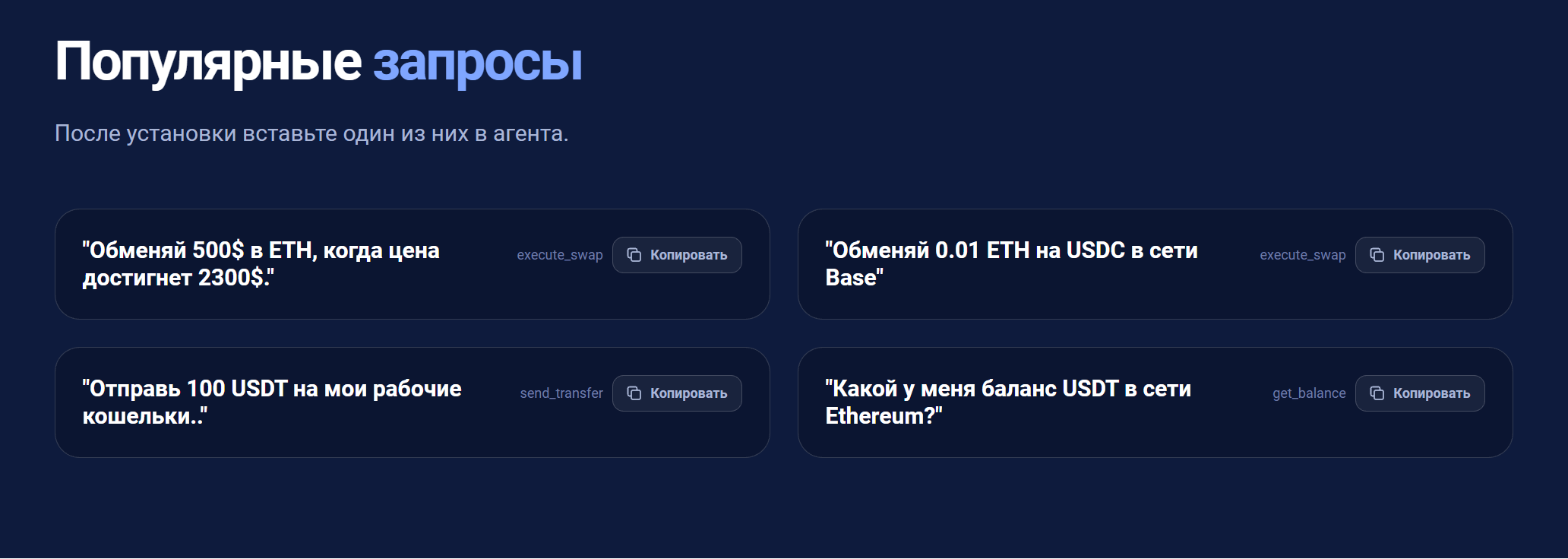 Популярные запросы
После установки вставьте один из них в агента.
"Обменяй 500$ в ETH, когда цена
достигнет 2300$."
execute_swap
Копировать
"Обменяй 0.01 ETH на USDC в сети
Base"
execute_swap
Копировать
"Отправь 100 USDT на мои рабочие
кошельки.."
send_transfer
Копировать
"Какой у меня баланс USDT в сети
Ethereum?"
get_balance
Копировать